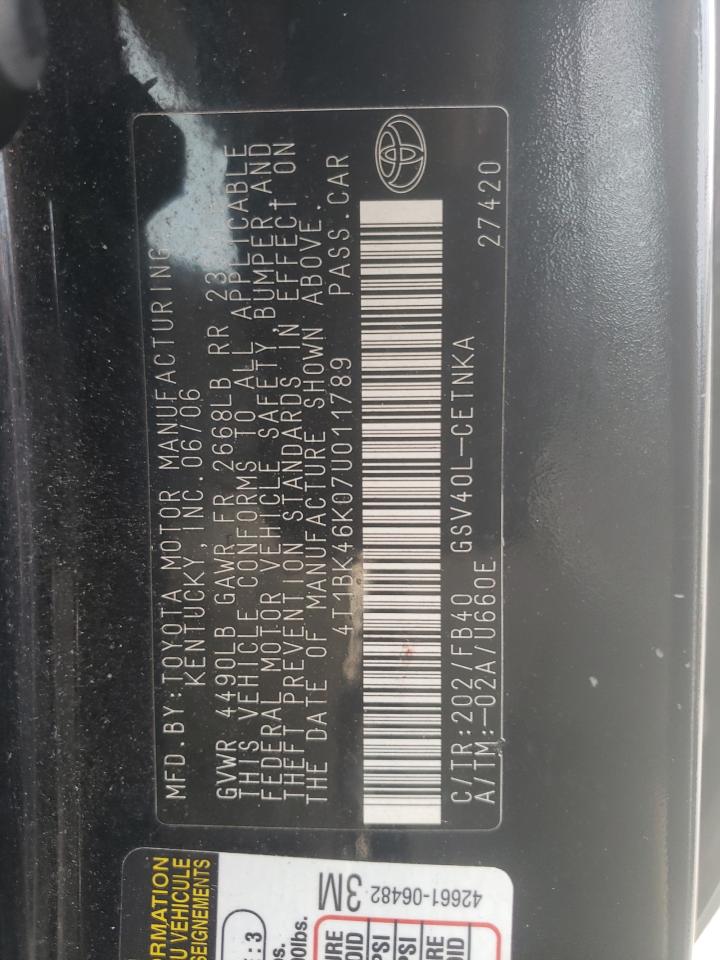 MFD.BY:TOYOTA MOTOR MANUFACTURING
KENTUCKY, INC. 06/06
GVWR 4490LB GAWR FR 2668LB RR
THIS VEHICLE CONFORMS TO ALL APPLICABLE
FEDERAL MOTOR VEHICLE SAFETY, BUMPER, AND
THEFT PREVENTION STANDARDS IN EFFECT ON
THE DATE OF MANUFACTURE SHOWN ABOVE.
4T1BK46K07U011789 PASS.CAR
C/TR:202/FB40 GSV40L-CETNKA 27420
A/TM:-02A/U660E
42661-06482
3M